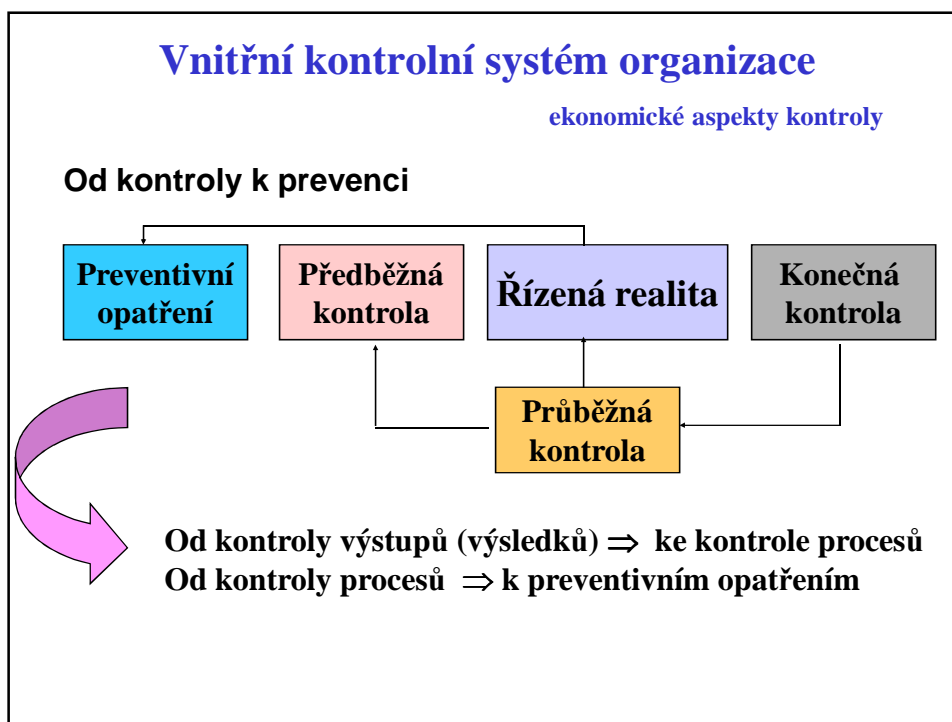 Vnitřní kontrolní systém organizace
ekonomické aspekty kontroly
Od kontroly k prevenci
Preventivní
opatření
Předběžná
kontrola
Řízená realita
Konečná
kontrola
Průběžná
kontrola
Od kontroly výstupů (výsledků) ⇒ ke kontrole procesů
Od kontroly procesů ⇒ k preventivním opatřením